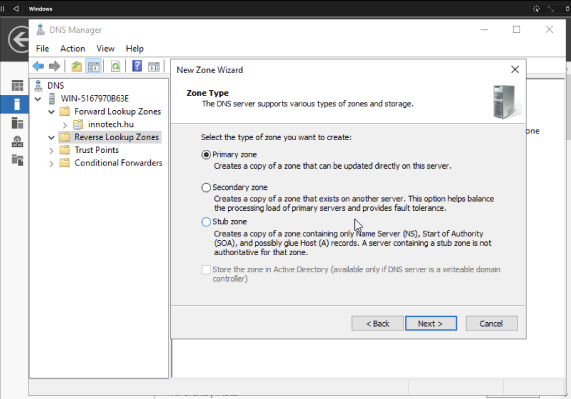 Windows
DNS Manager
File Action View Help
DNS
WIN-5167970B63E
Forward Lookup Zones
innotech.hu
Reverse Lookup Zones
Trust Points
Conditional Forwarders
New Zone Wizard
Zone Type
The DNS server supports various types of zones and storage.
Select the type of zone you want to create:
Primary zone
Creates a copy of a zone that can be updated directly on this server.
Secondary zone
Creates a copy of a zone that exists on another server. This option helps balance
the processing load of primary servers and provides fault tolerance.
Stub zone
Creates a copy of a zone containing only Name Server (NS), Start of Authority
(SOA), and possibly glue Host (A) records. A server containing a stub zone is not
authoritative for that zone.
Store the zone in Active Directory (available only if DNS server is a writeable domain
controller)
< Back Next > Cancel
one